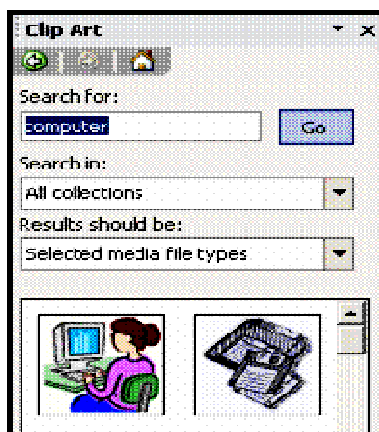 Clip Art
Search for:
computer
Go
Search in:
All collections
Results should be:
Selected media file types